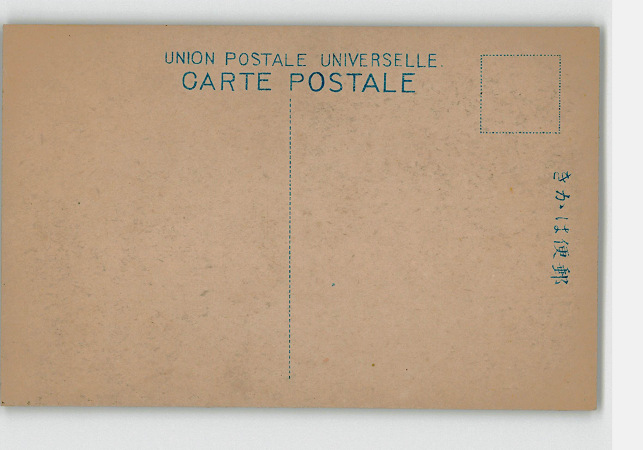 UNION POSTALE UNIVERSELLE.
CARTE POSTALE
きかは便郵